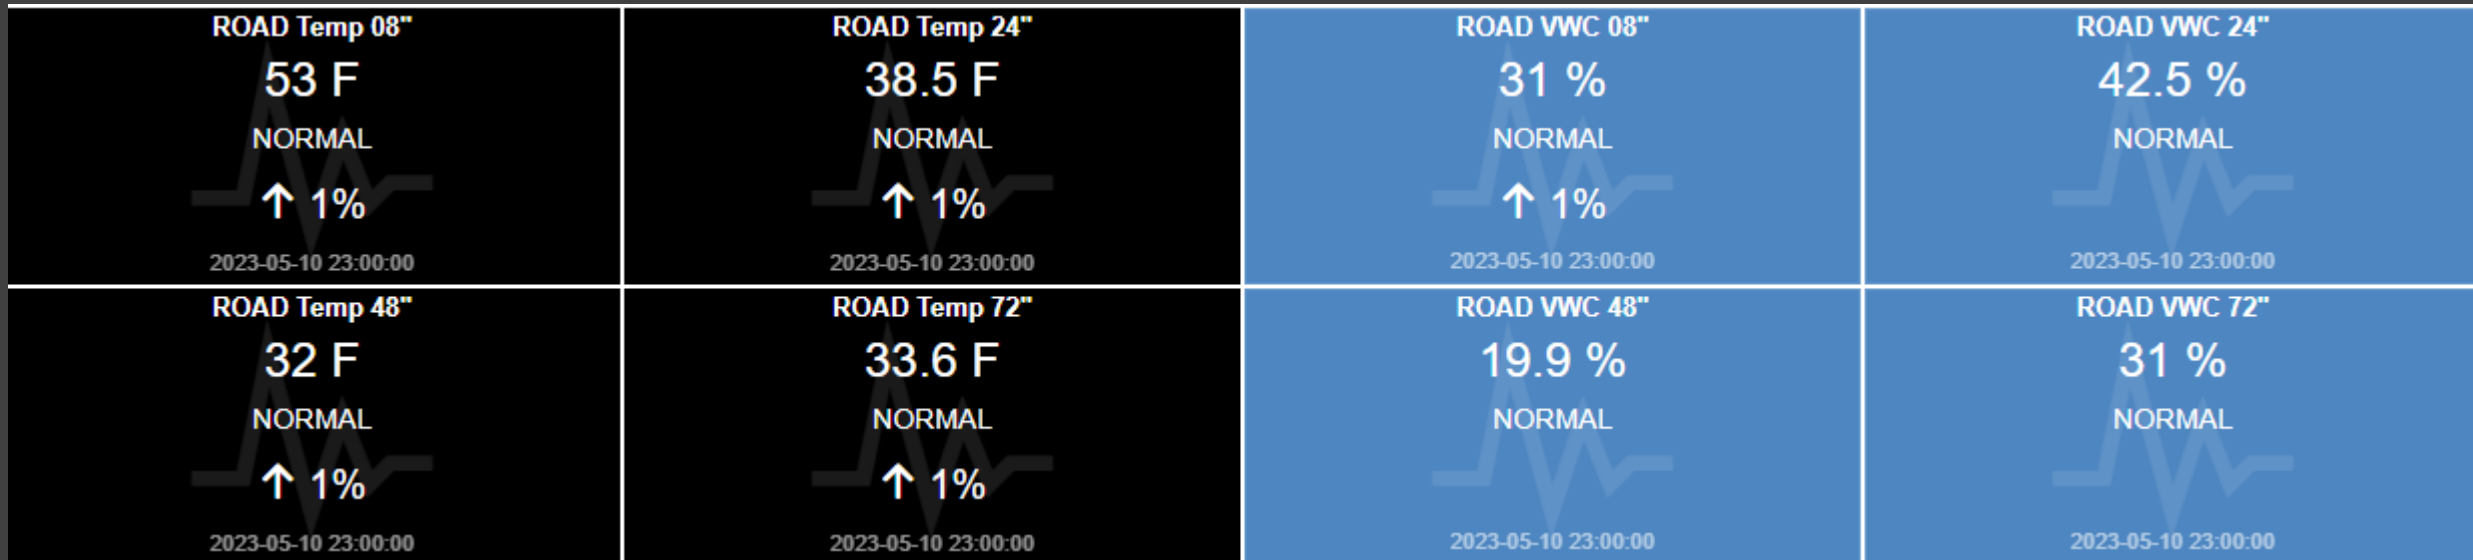 ROAD Temp 08"
53 F
NORMAL
↑ 1%
2023-05-10 23:00:00
ROAD Temp 24"
38.5 F
NORMAL
↑ 1%
2023-05-10 23:00:00
ROAD VWC 08"
31 %
NORMAL
↑ 1%
2023-05-10 23:00:00
ROAD VWC 24"
42.5 %
NORMAL
2023-05-10 23:00:00
ROAD Temp 48"
32 F
NORMAL
↑ 1%
2023-05-10 23:00:00
ROAD Temp 72"
33.6 F
NORMAL
↑ 1%
2023-05-10 23:00:00
ROAD VWC 48"
19.9 %
NORMAL
2023-05-10 23:00:00
ROAD VWC 72"
31 %
NORMAL
2023-05-10 23:00:00